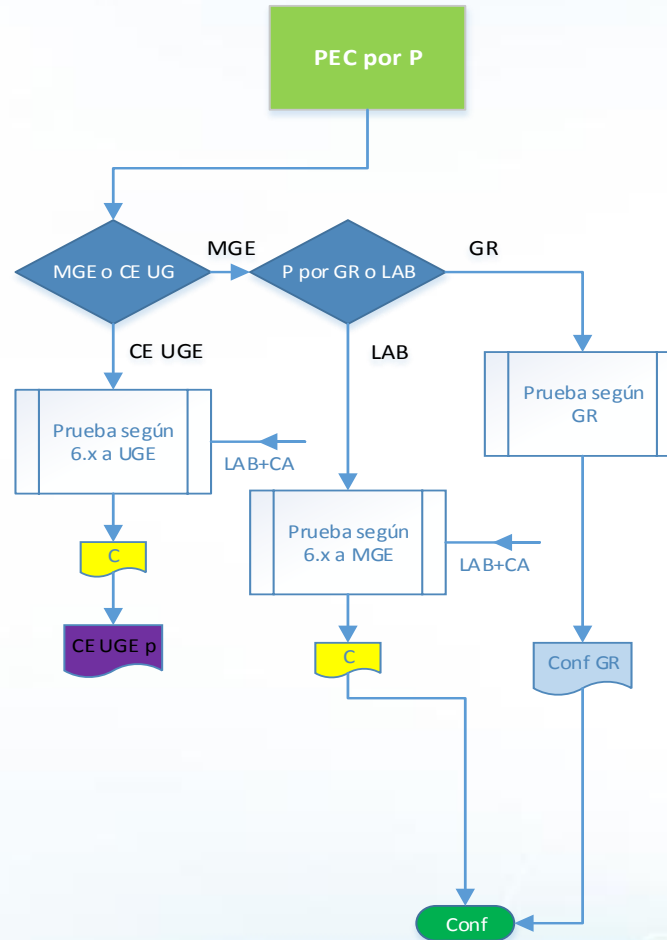 PEC por P
MGE
GR
MGE o CE UG
P por GR o LAB
CE UGE
LAB
Prueba según
6.x a UGE
LAB+CA
Prueba según
GR
Prueba según
6.x a MGE
LAB+CA
C
CE UGE p
C
Conf GR
Conf